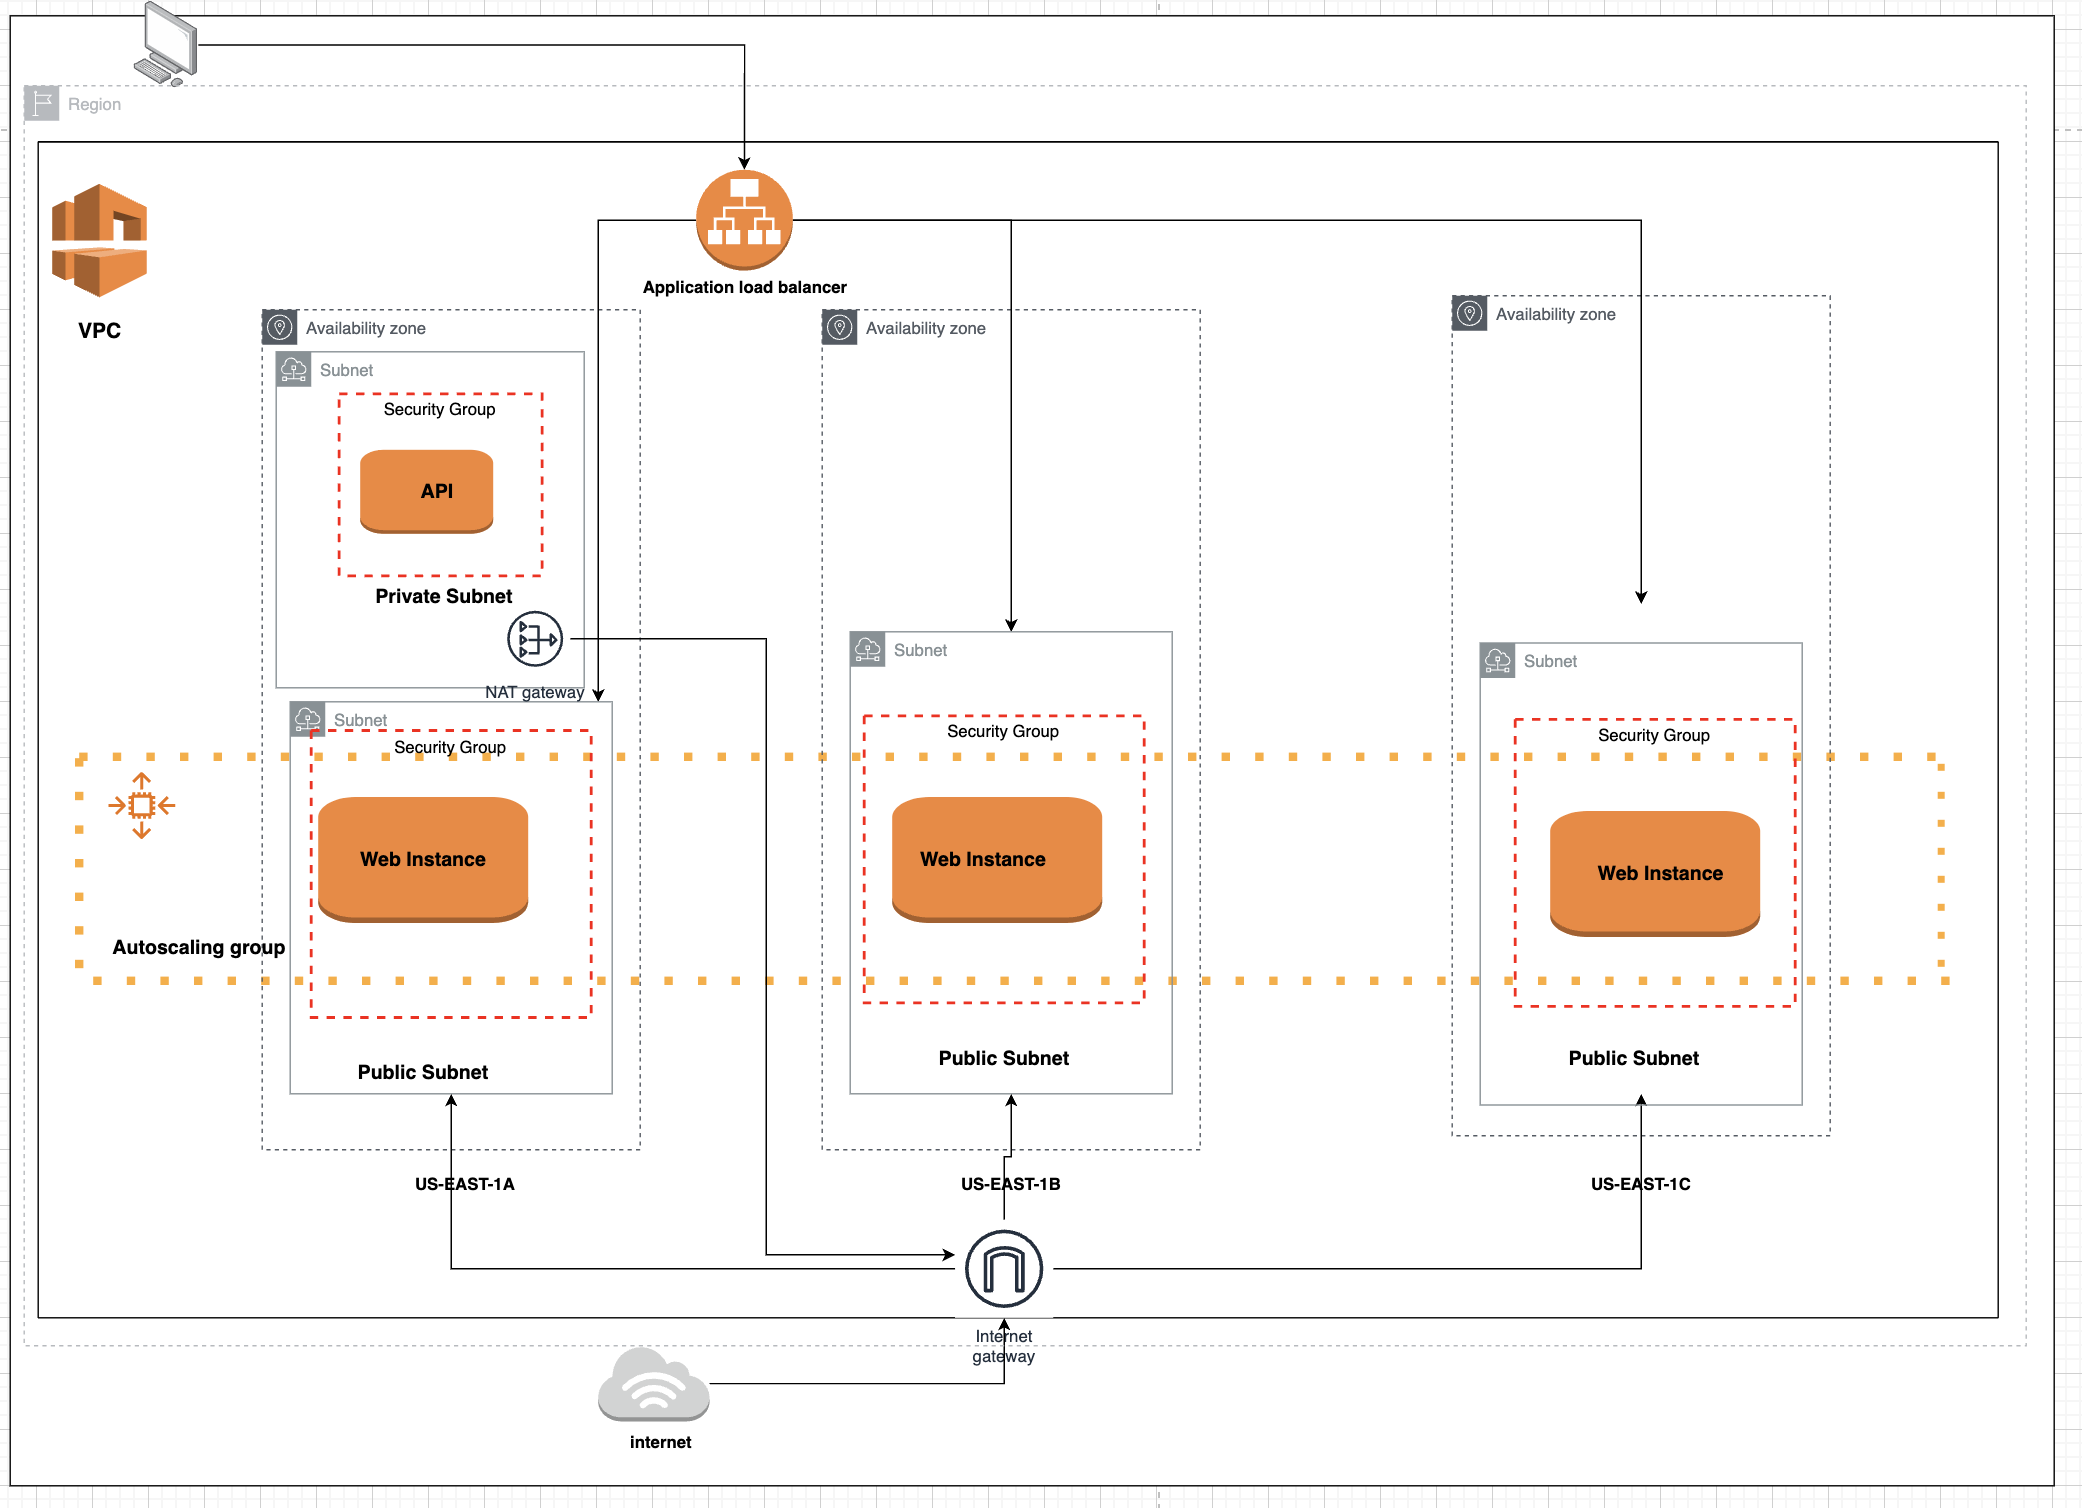 Region
VPC
Application load balancer
Availability zone
Availability zone
Availability zone
Subnet
Security Group
API
Private Subnet
NAT gateway
Subnet
Security Group
Web Instance
Public Subnet
Subnet
Security Group
Web Instance
Public Subnet
Subnet
Security Group
Web Instance
Public Subnet
Autoscaling group
US-EAST-1A
US-EAST-1B
US-EAST-1C
Internet
gateway
internet